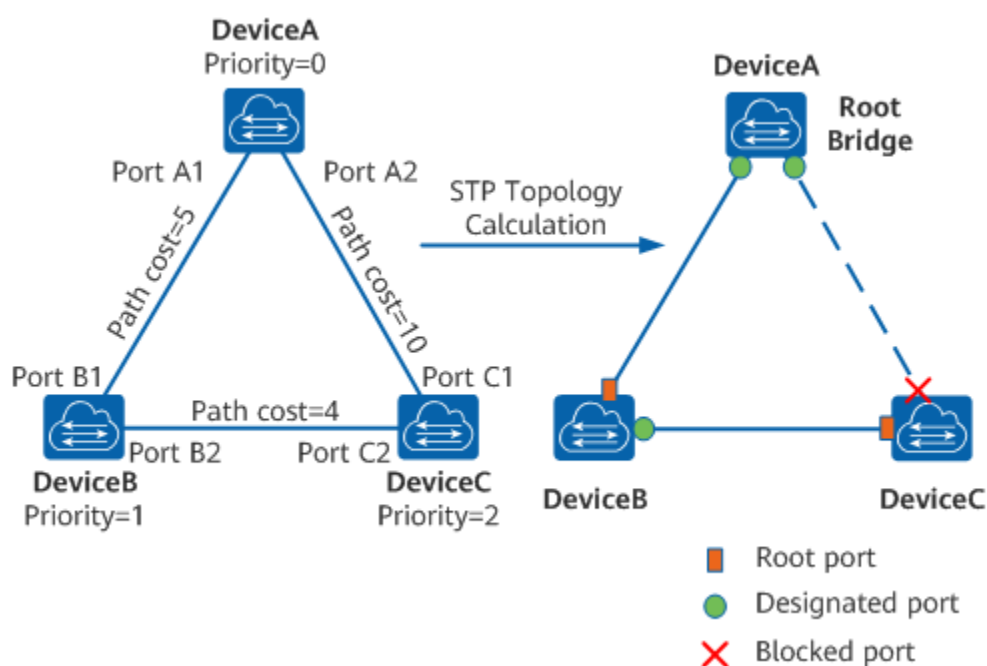 DeviceA
Priority=0
Port A1
Port A2
Path cost=5
Path cost=10
Port B1
Port C1
Path cost=4
Port B2
Port C2
DeviceB
Priority=1
DeviceC
Priority=2
STP Topology
Calculation
DeviceA
Root
Bridge
DeviceB
DeviceC
Root port
Designated port
Blocked port